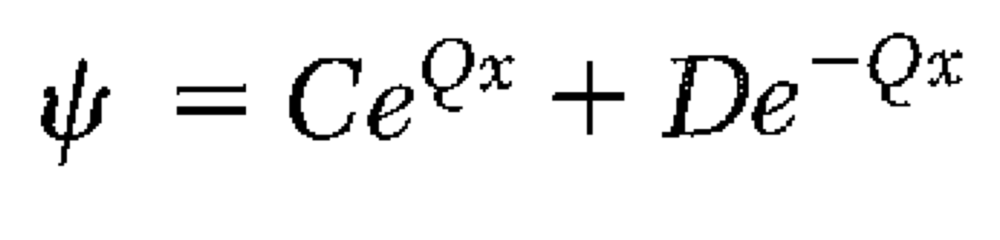 ψ = Ce^{Qx} + De^{-Qx}